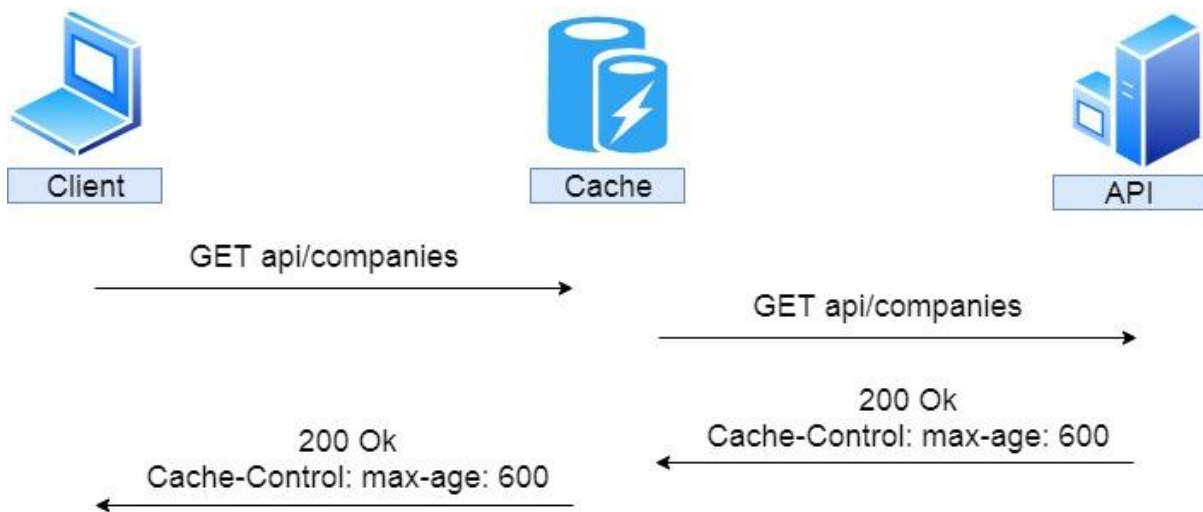 Client
Cache
API
GET api/companies
GET api/companies
200 Ok
Cache-Control: max-age: 600
200 Ok
Cache-Control: max-age: 600